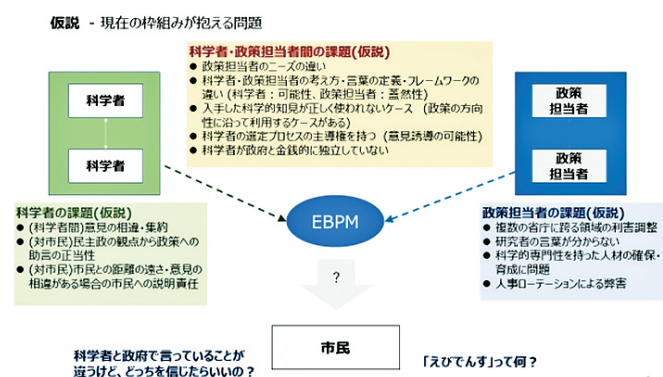 仮説 - 現在の枠組みが抱える問題
科学者・政策担当者間の課題(仮説)
● 政策担当者のニーズの違い
● 科学者・政策担当者の考え方・言葉の定義・フレームワークの
違い (科学者：可能性、政策担当者：蓋然性)
● 入手した科学的知見が正しく使われないケース (政策の方向
性に沿って利用するケースがある)
● 科学者の選定プロセスの主導権を持つ (意見誘導の可能性)
● 科学者が政府と金銭的に独立していない
科学者
科学者
政策
担当者
政策
担当者
EBPM
科学者の課題(仮説)
● (科学者間)意見の相違・集約
● (対市民)民主政の観点から政策への
助言の正当性
● (対市民)市民との距離の遠さ・意見の
相違がある場合の市民への説明責任
政策担当者の課題(仮説)
● 複数の省庁に跨る領域の利害調整
● 研究者の言葉が分からない
● 科学的専門性を持った人材の確保・
育成に問題
● 人事ローテーションによる弊害
?
市民
科学者と政府で言っていることが
違うけど、どっちを信じたらいいの？
「えびでんす」って何？